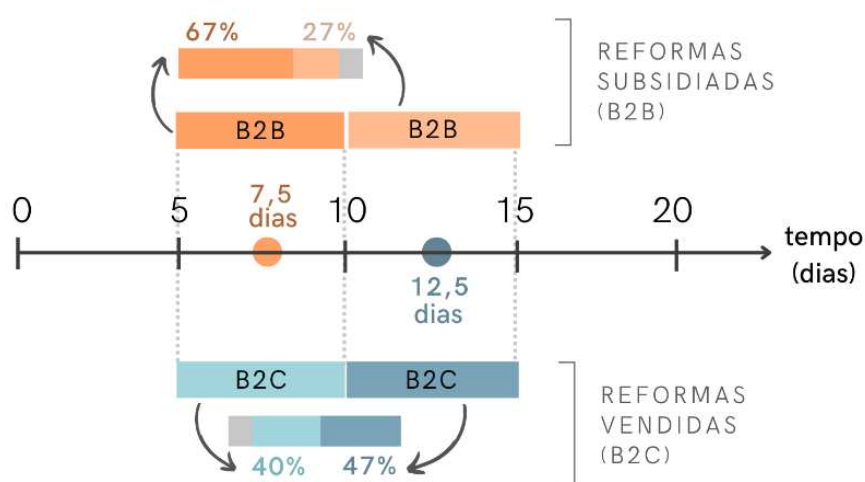 67% 27%
REFORMAS
SUBSIDIADAS
(B2B)
B2B B2B
7,5
dias
0 5 10 15 20
tempo
(dias)
12,5
dias
B2C B2C
REFORMAS
VENDIDAS
(B2C)
40% 47%